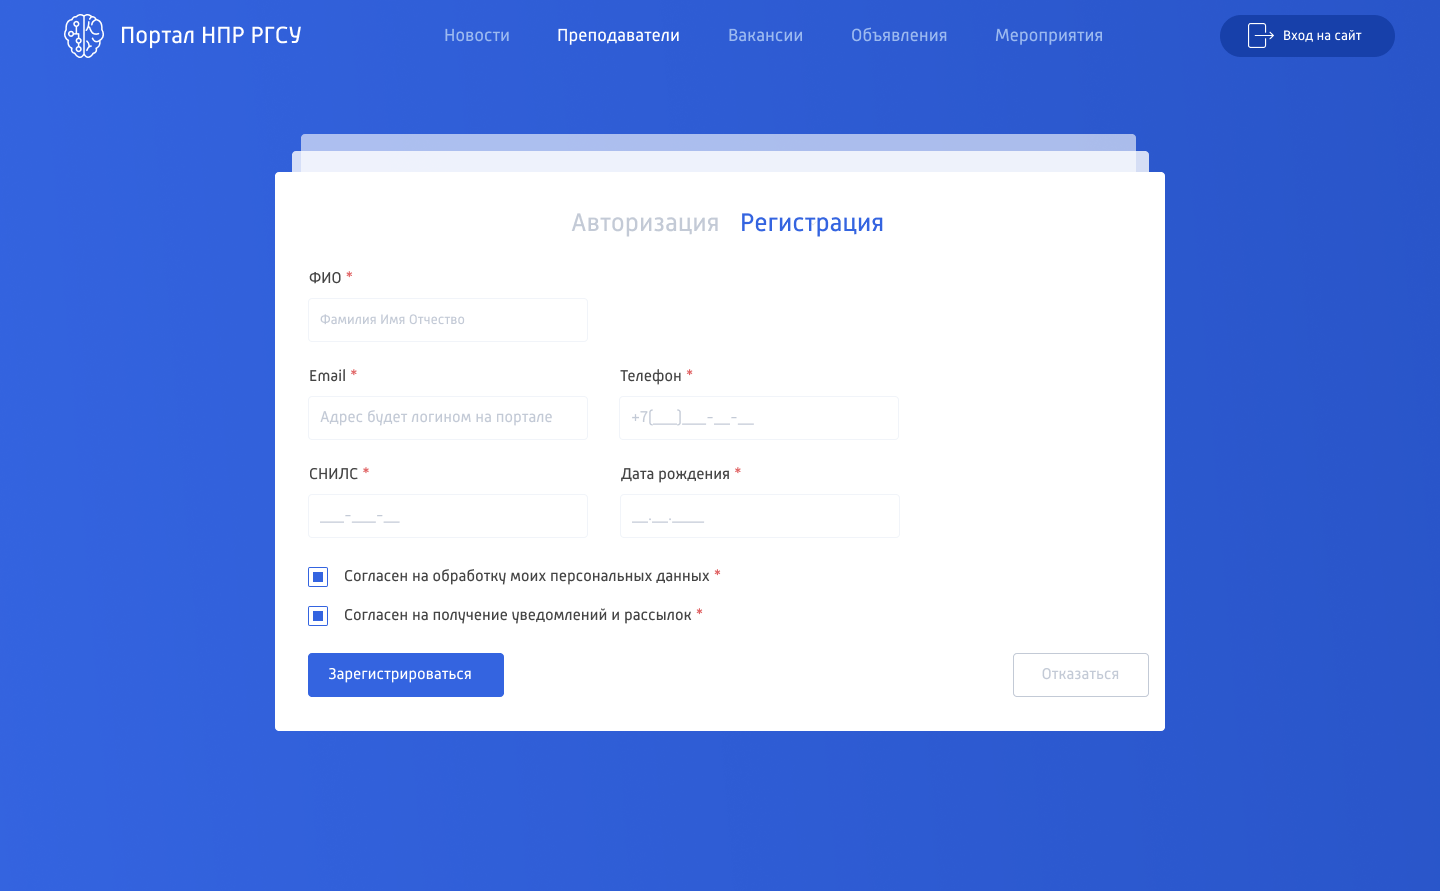 Портал НПР РГСУ
Новости
Преподаватели
Вакансии
Объявления
Мероприятия
Вход на сайт
Авторизация
Регистрация
ФИО *
Фамилия Имя Отчество
Email *
Телефон *
Адрес будет логином на портале
+7(___)___-__-__
СНИЛС *
Дата рождения *
___-___-__
__.__.____
Согласен на обработку моих персональных данных *
Согласен на получение уведомлений и рассылок *
Зарегистрироваться
Отказаться